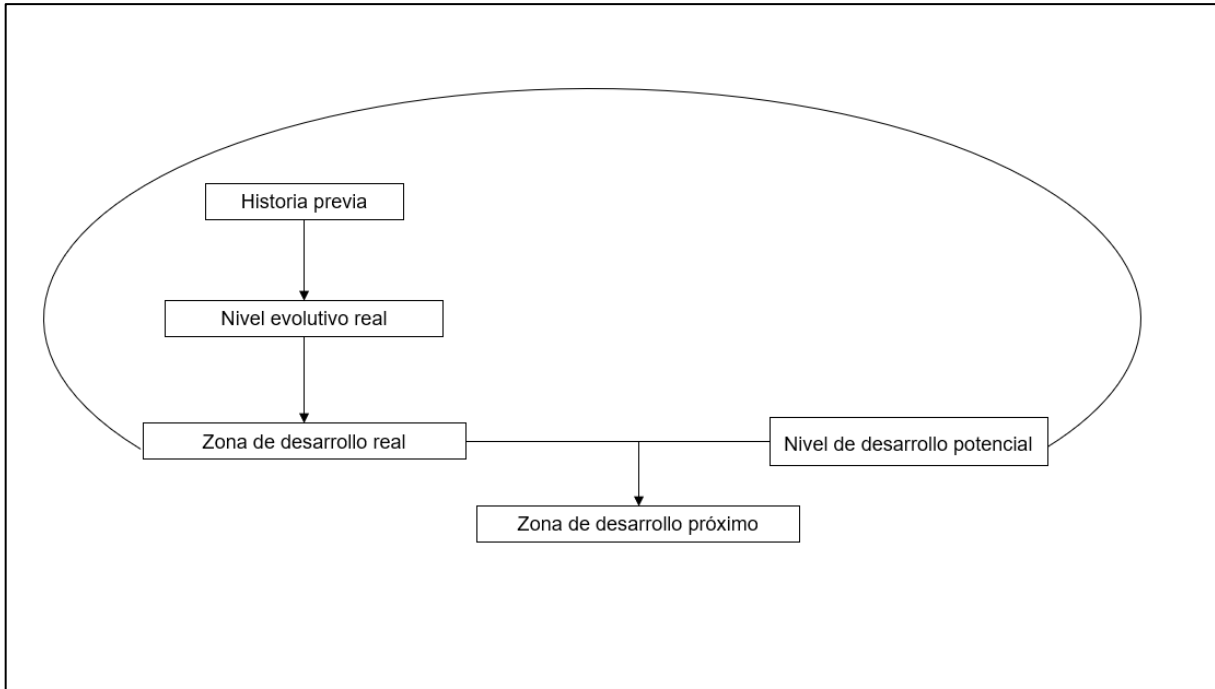 Historia previa
Nivel evolutivo real
Zona de desarrollo real
Nivel de desarrollo potencial
Zona de desarrollo próximo